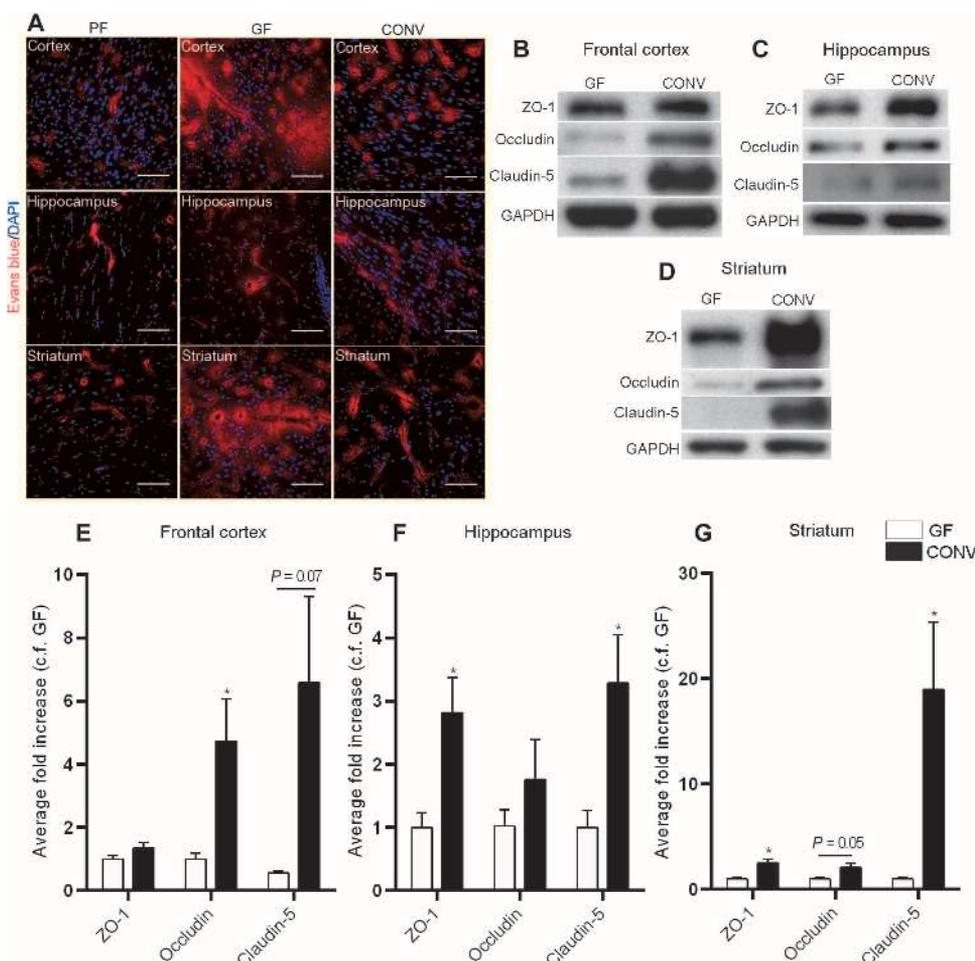 A
PF
GF
CONV
Evans blue/DAPI
Cortex
Cortex
Cortex
Hippocampus
Hippocampus
Hippocampus
Striatum
Striatum
Striatum
B
Frontal cortex
GF
CONV
ZO-1
Occludin
Claudin-5
GAPDH
C
Hippocampus
GF
CONV
ZO-1
Occludin
Claudin-5
GAPDH
D
Striatum
GF
CONV
ZO-1
Occludin
Claudin-5
GAPDH
E
Frontal cortex
Average fold increase (c.f. GF)
10
8
6
4
2
0
*
P = 0.07
ZO-1
Occludin
Claudin-5
F
Hippocampus
Average fold increase (c.f. GF)
5
4
3
2
1
0
*
*
ZO-1
Occludin
Claudin-5
G
Striatum
GF
CONV
Average fold increase (c.f. GF)
30
20
10
0
*
P = 0.05
*
ZO-1
Occludin
Claudin-5